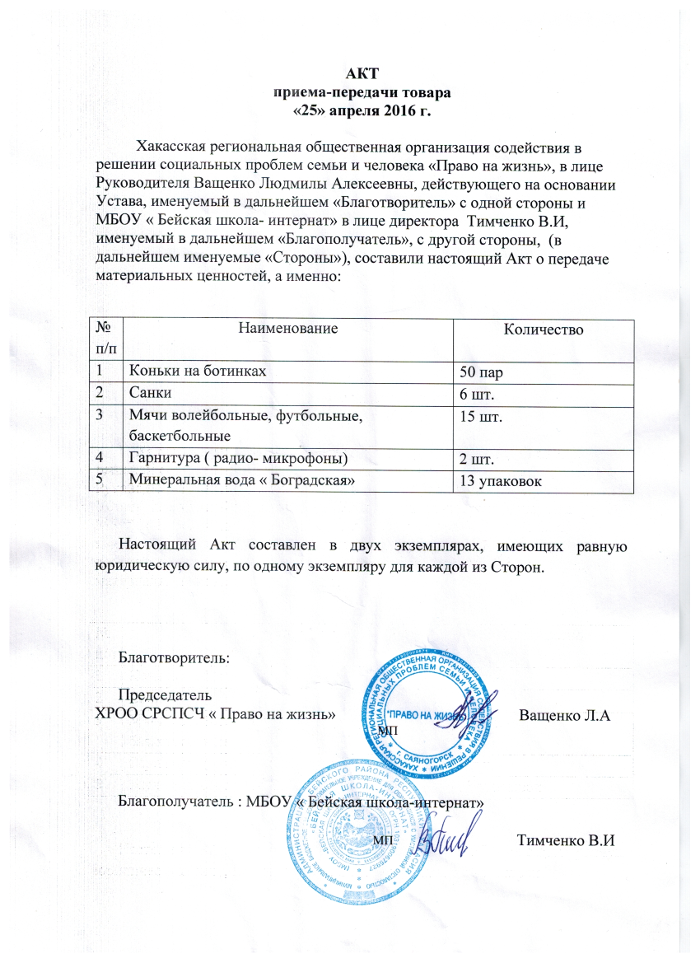 АКТ
приема-передачи товара
«25» апреля 2016 г.
Хакасская региональная общественная организация содействия в
решении социальных проблем семьи и человека «Право на жизнь», в лице
Руководителя Ващенко Людмилы Алексеевны, действующего на основании
Устава, именуемый в дальнейшем «Благотворитель» с одной стороны и
МБОУ « Бейская школа- интернат» в лице директора Тимченко В.И,
именуемый в дальнейшем «Благополучатель», с другой стороны, (в
дальнейшем именуемые «Стороны»), составили настоящий Акт о передаче
материальных ценностей, а именно:
№ п/п Наименование Количество
1 Коньки на ботинках 50 пар
2 Санки 6 шт.
3 Мячи волейбольные, футбольные, 15 шт.
баскетбольные
4 Гарнитура ( радио- микрофоны) 2 шт.
5 Минеральная вода « Боградская» 13 упаковок
Настоящий Акт составлен в двух экземплярах, имеющих равную
юридическую силу, по одному экземпляру для каждой из Сторон.
Благотворитель:
Председатель
ХРОО СРСПСЧ « Право на жизнь» Ващенко Л.А
МП
ХАКАССКАЯ РЕГИОНАЛЬНАЯ ОБЩЕСТВЕННАЯ ОРГАНИЗАЦИЯ СОДЕЙСТВИЯ В РЕШЕНИИ
СОЦИАЛЬНЫХ ПРОБЛЕМ СЕМЬИ И ЧЕЛОВЕКА
"ПРАВО НА ЖИЗНЬ"
г. САЯНОГОРСК
Благополучатель : МБОУ « Бейская школа-интернат»
МП Тимченко В.И
АДМИНИСТРАЦИЯ БЕЙСКОГО РАЙОНА
"БЕЙСКАЯ ШКОЛА-ИНТЕРНАТ"